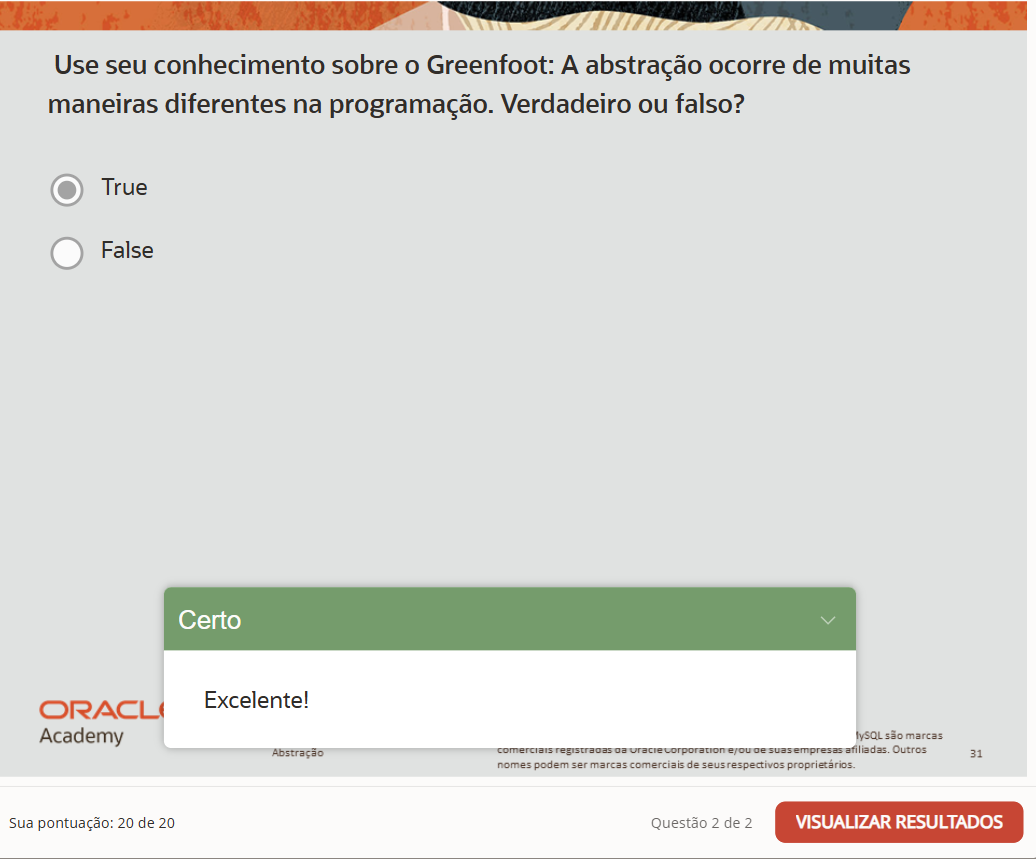 Use seu conhecimento sobre o Greenfoot: A abstração ocorre de muitas
maneiras diferentes na programação. Verdadeiro ou falso?
True
False
Certo
Excelente!
ORACL
Academy
Abstração
MySQL são marcas
comerciais registradas da Oracle Corporation e/ou de suas empresas afiliadas. Outros
nomes podem ser marcas comerciais de seus respectivos proprietários.
31
Sua pontuação: 20 de 20
Questão 2 de 2
VISUALIZAR RESULTADOS